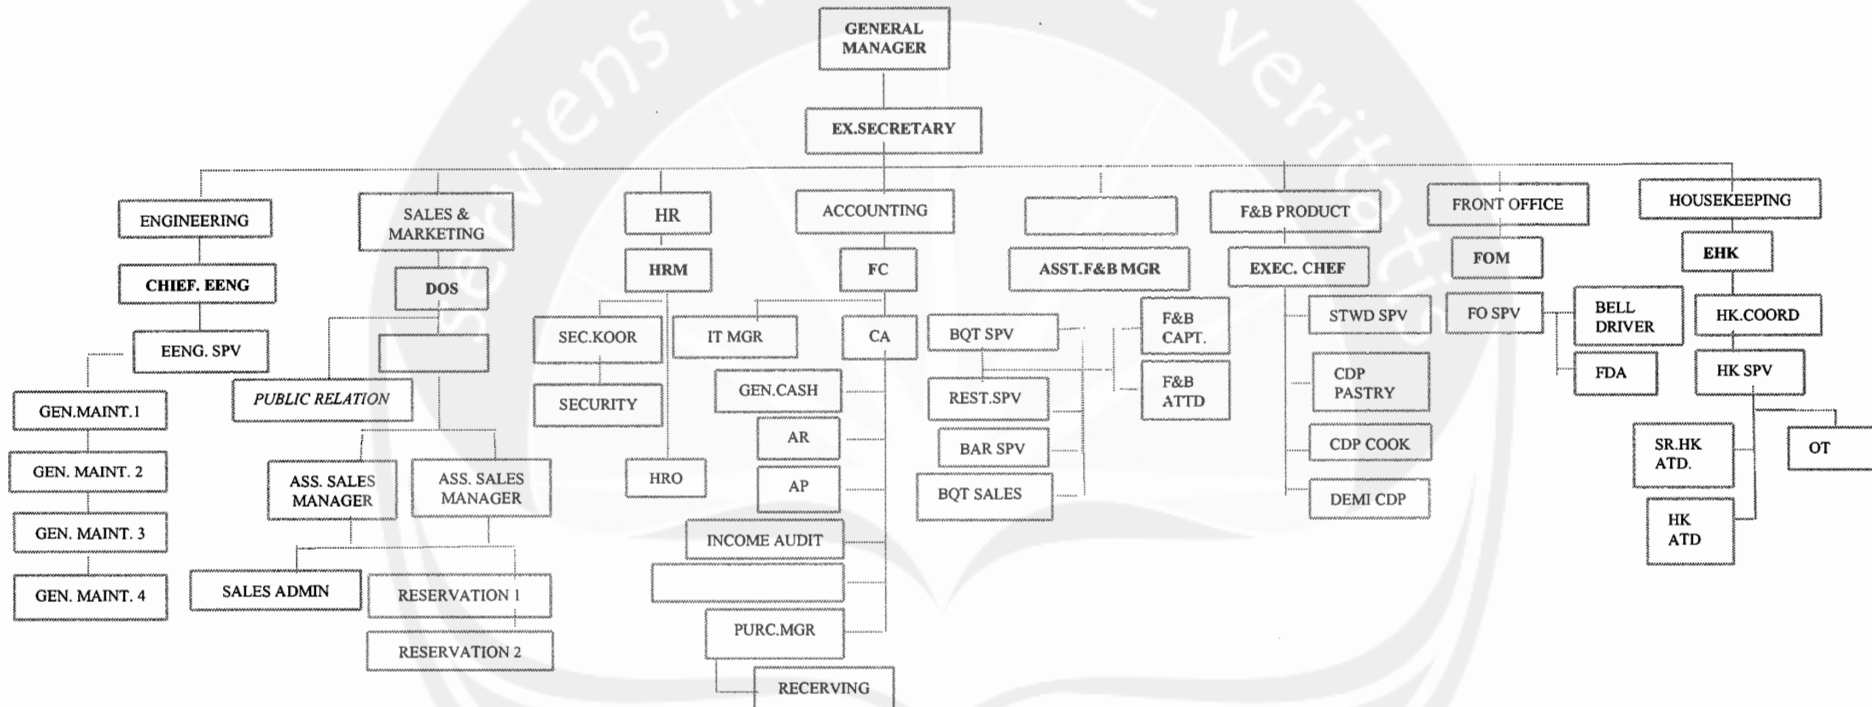 GENERAL
MANAGER
EX.SECRETARY
ENGINEERING
CHIEF. EENG
EENG. SPV
GEN.MAINT.1
GEN. MAINT. 2
GEN. MAINT. 3
GEN. MAINT. 4
SALES &
MARKETING
DOS
PUBLIC RELATION
ASS. SALES
MANAGER
ASS. SALES
MANAGER
SALES ADMIN
RESERVATION 1
RESERVATION 2
HR
HRM
SEC.KOOR
SECURITY
HRO
ACCOUNTING
FC
IT MGR
CA
GEN.CASH
AR
AP
INCOME AUDIT
PURC.MGR
RECERVING
ASST.F&B MGR
BQT SPV
REST.SPV
BAR SPV
BQT SALES
F&B
CAPT.
F&B
ATTD
F&B PRODUCT
EXEC. CHEF
STWD SPV
CDP
PASTRY
CDP COOK
DEMI CDP
FRONT OFFICE
FOM
FO SPV
BELL
DRIVER
FDA
HOUSEKEEPING
EHK
HK.COORD
HK SPV
SR.HK
ATD.
OT
HK
ATD
serviens
veritatis